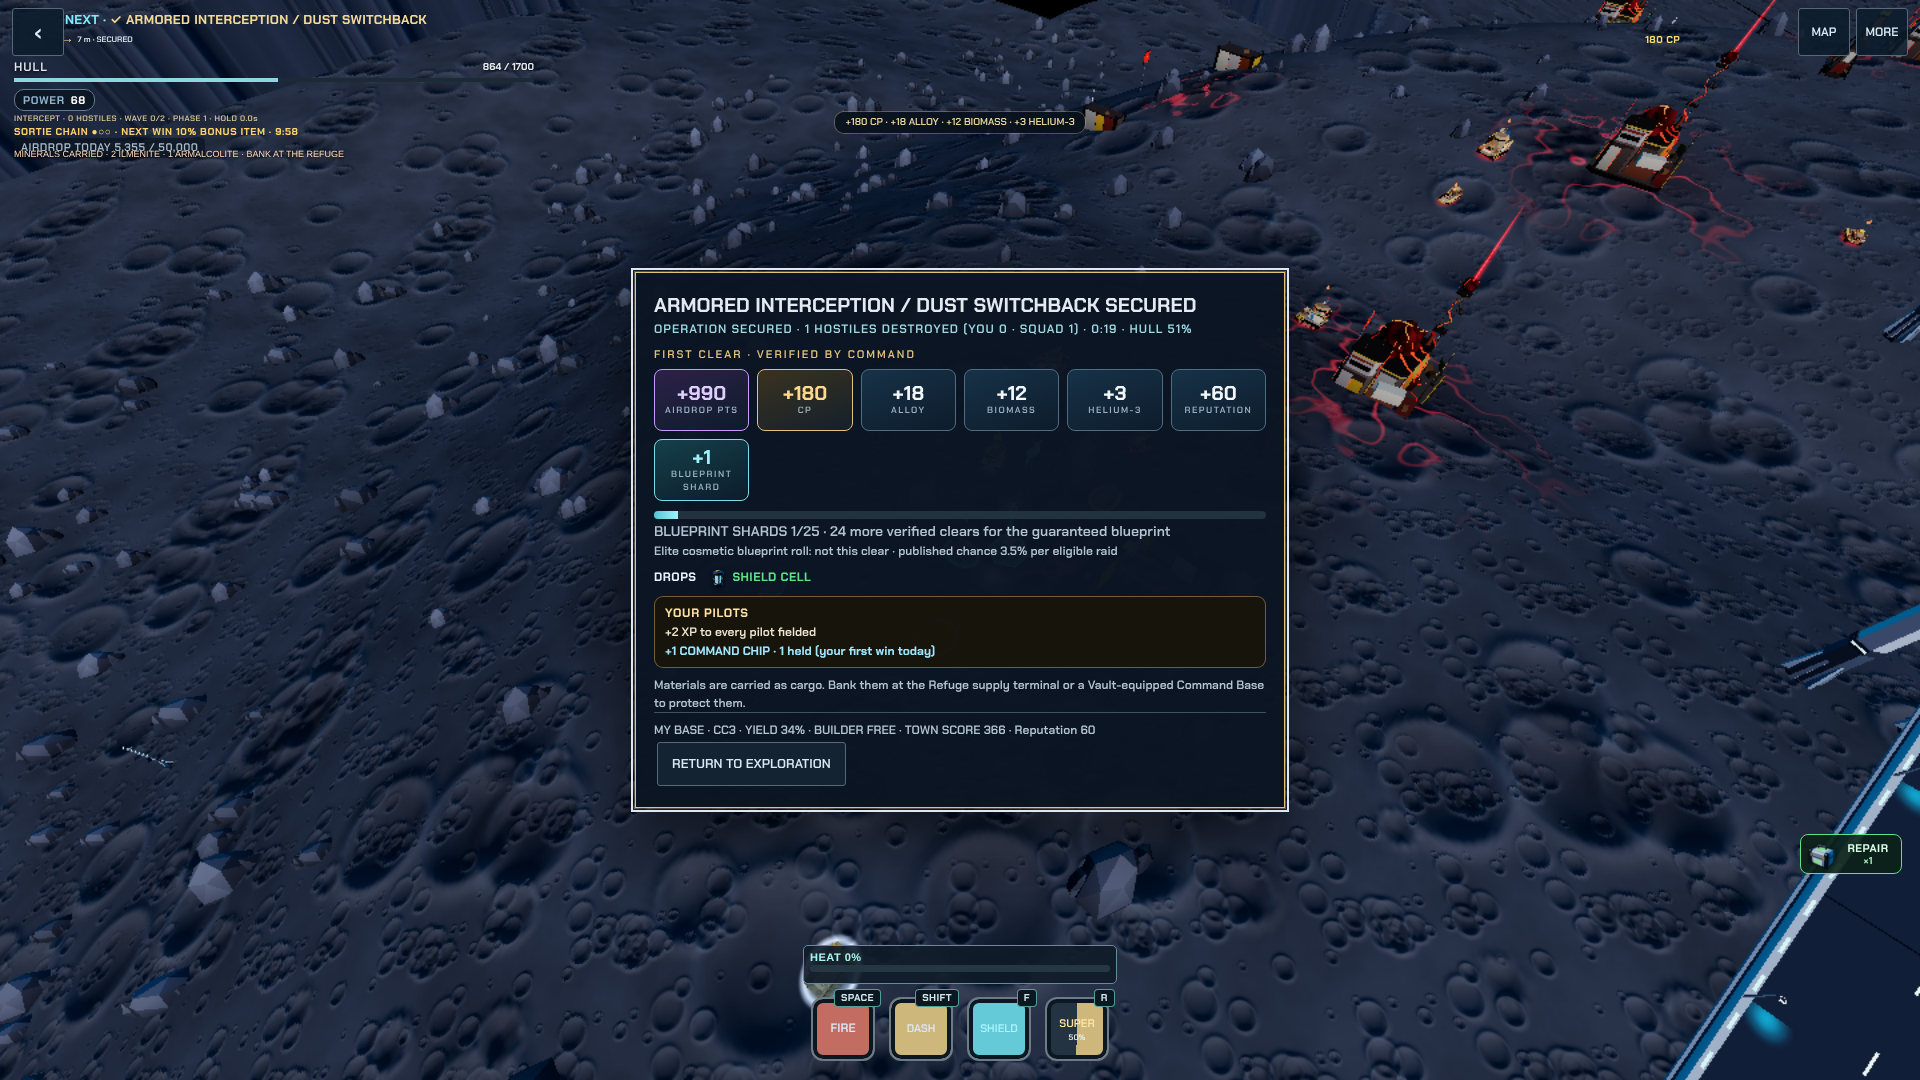 NEXT · ✓ ARMORED INTERCEPTION / DUST SWITCHBACK
→ 7 m · SECURED
HULL 864 / 1700
POWER 68
INTERCEPT · 0 HOSTILES · WAVE 0/2 · PHASE 1 · HOLD 0.0s
SORTIE CHAIN ●○○ · NEXT WIN 10% BONUS ITEM · 9:58
AIRDROP TODAY 5,355 / 50,000
MINERALS CARRIED · 2 ILMENITE · 1 ARMALCOLITE · BANK AT THE REFUGE
+180 CP · +18 ALLOY · +12 BIOMASS · +3 HELIUM-3
180 CP
MAP
MORE
ARMORED INTERCEPTION / DUST SWITCHBACK SECURED
OPERATION SECURED · 1 HOSTILES DESTROYED (YOU 0 · SQUAD 1) · 0:19 · HULL 51%
FIRST CLEAR · VERIFIED BY COMMAND
+990
AIRDROP PTS
+180
CP
+18
ALLOY
+12
BIOMASS
+3
HELIUM-3
+60
REPUTATION
+1
BLUEPRINT
SHARD
BLUEPRINT SHARDS 1/25 · 24 more verified clears for the guaranteed blueprint
Elite cosmetic blueprint roll: not this clear · published chance 3.5% per eligible raid
DROPS SHIELD CELL
YOUR PILOTS
+2 XP to every pilot fielded
+1 COMMAND CHIP · 1 held (your first win today)
Materials are carried as cargo. Bank them at the Refuge supply terminal or a Vault-equipped Command Base
to protect them.
MY BASE · CC3 · YIELD 34% · BUILDER FREE · TOWN SCORE 366 · Reputation 60
RETURN TO EXPLORATION
REPAIR
×1
HEAT 0%
SPACE
FIRE
SHIFT
DASH
F
SHIELD
R
SUPER
50%